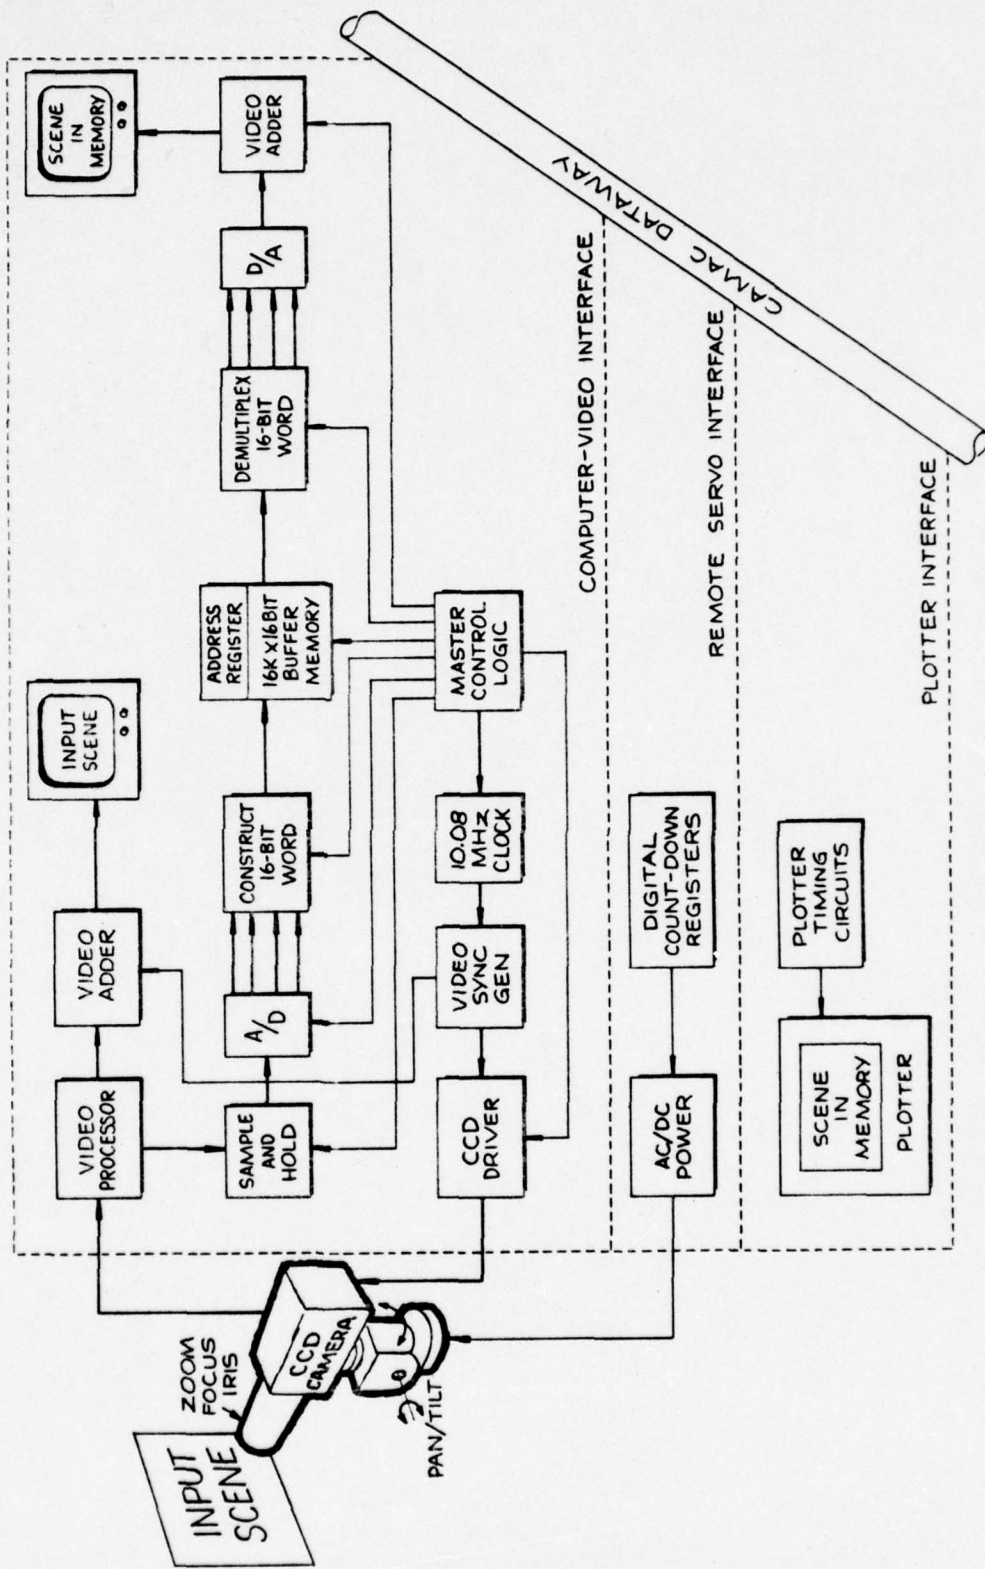 INPUT
SCENE
ZOOM
FOCUS
IRIS
CCD
CAMERA
PAN/TILT
VIDEO
PROCESSOR
VIDEO
ADDER
INPUT
SCENE
SCENE
IN
MEMORY
SAMPLE
AND
HOLD
A/D
CONSTRUCT
16-BIT
WORD
ADDRESS
REGISTER
16K X 16BIT
BUFFER
MEMORY
DEMULTIPLEX
16-BIT
WORD
D/A
VIDEO
ADDER
CCD
DRIVER
VIDEO
SYNC
GEN
10.08
MHz
CLOCK
MASTER
CONTROL
LOGIC
COMPUTER-VIDEO INTERFACE
AC/DC
POWER
DIGITAL
COUNT-DOWN
REGISTERS
REMOTE SERVO INTERFACE
SCENE
IN
MEMORY
PLOTTER
PLOTTER
TIMING
CIRCUITS
PLOTTER INTERFACE
CAMAC DATAWAY